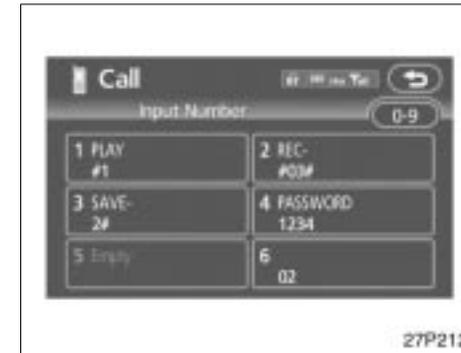 Call
Input Number
0-9
1 PLAY
#1
2 REC-
#03#
3 SAVE-
2#
4 PASSWORD
1234
5 Empty
6
02
27P212